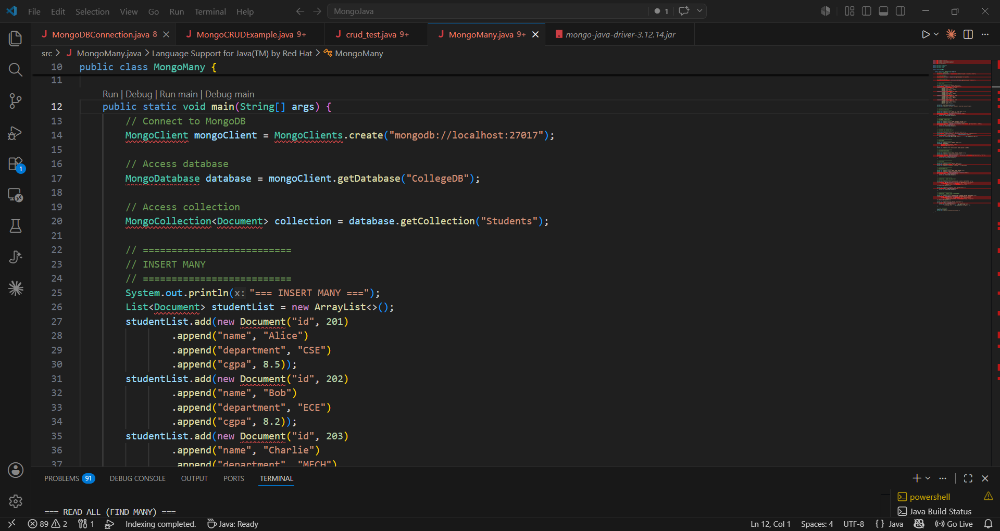 File Edit Selection View Go Run Terminal Help
MongoJava
1
MongoDBConnection.java 8
MongoCRUDExample.java 9+
crud_test.java 9+
MongoMany.java 9+
mongo-java-driver-3.12.14.jar
src > MongoMany.java > Language Support for Java(TM) by Red Hat > MongoMany
10 public class MongoMany {
11
Run | Debug | Run main | Debug main
12 public static void main(String[] args) {
13 // Connect to MongoDB
14 MongoClient mongoClient = MongoClients.create("mongodb://localhost:27017");
15
16 // Access database
17 MongoDatabase database = mongoClient.getDatabase("CollegeDB");
18
19 // Access collection
20 MongoCollection<Document> collection = database.getCollection("Students");
21
22 // ==========================
23 // INSERT MANY
24 // ==========================
25 System.out.println(x: "=== INSERT MANY ===");
26 List<Document> studentList = new ArrayList<>();
27 studentList.add(new Document("id", 201)
28 .append("name", "Alice")
29 .append("department", "CSE")
30 .append("cgpa", 8.5));
31 studentList.add(new Document("id", 202)
32 .append("name", "Bob")
33 .append("department", "ECE")
34 .append("cgpa", 8.2));
35 studentList.add(new Document("id", 203)
36 .append("name", "Charlie")
37 .append("department", "MECH")
1
PROBLEMS 91 DEBUG CONSOLE OUTPUT PORTS TERMINAL
=== READ ALL (FIND MANY) ===
powershell
Java Build Status
89 2 1 Indexing completed. Java: Ready Ln 12, Col 1 Spaces: 4 UTF-8 {} Java Go Live